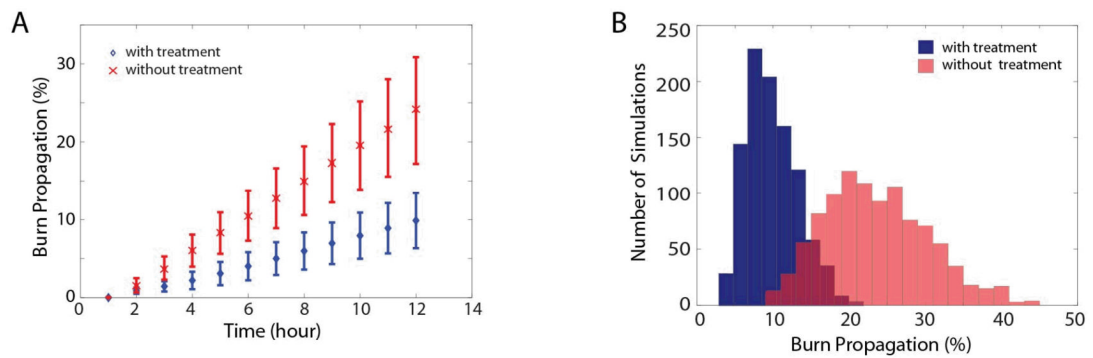 A
with treatment
without treatment
Burn Propagation (%)
30
20
10
0
0 2 4 6 8 10 12 14
Time (hour)
B
with treatment
without treatment
Number of Simulations
250
200
150
100
50
0
0 10 20 30 40 50
Burn Propagation (%)